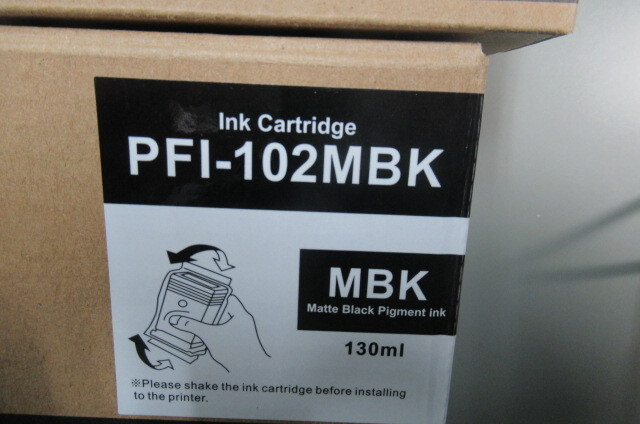 Ink Cartridge
PFI-102MBK
MBK
Matte Black Pigment ink
130ml
※Please shake the ink cartridge before installing
to the printer.